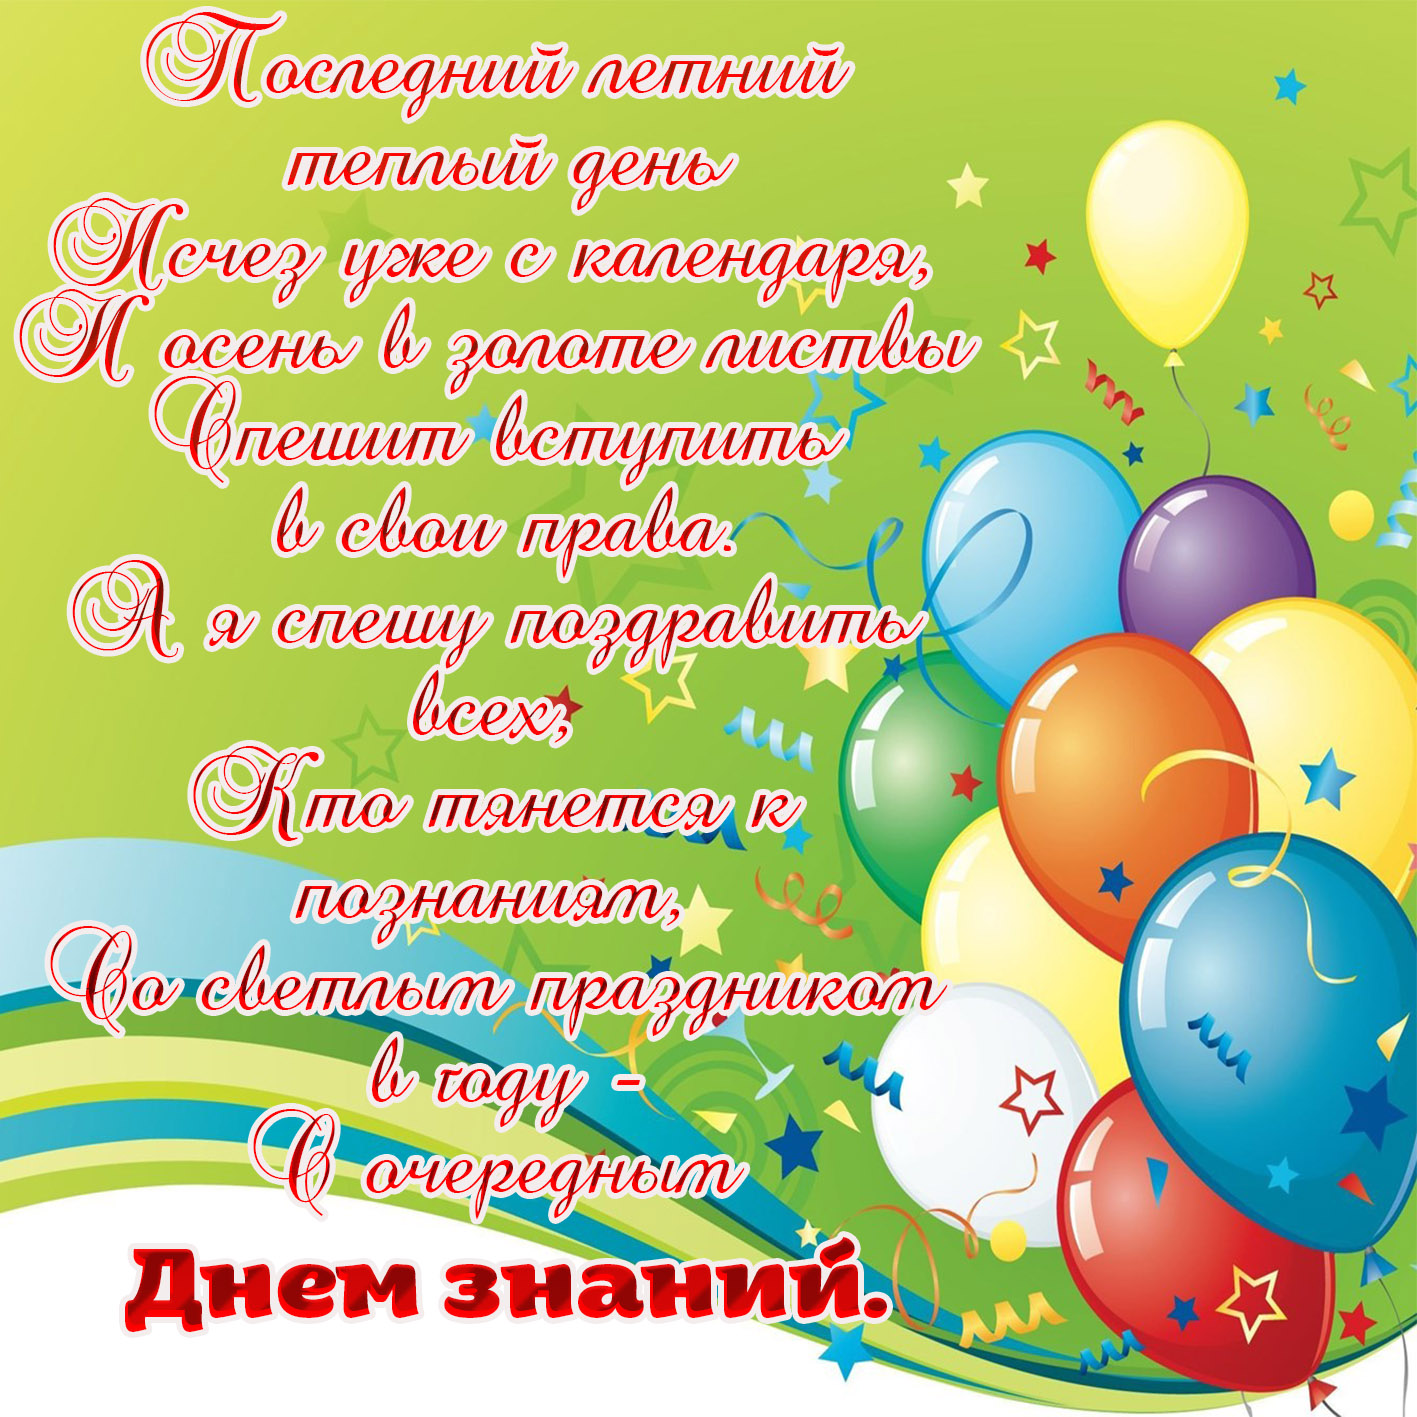 Последний летний
теплый день
Исчез уже с календаря,
И осень в золоте листвы
Спешит вступить
в свои права.
А я спешу поздравить
всех,
Кто тянется к
познаниям,
Со светлым праздником
в году -
С очередным
Днем знаний.